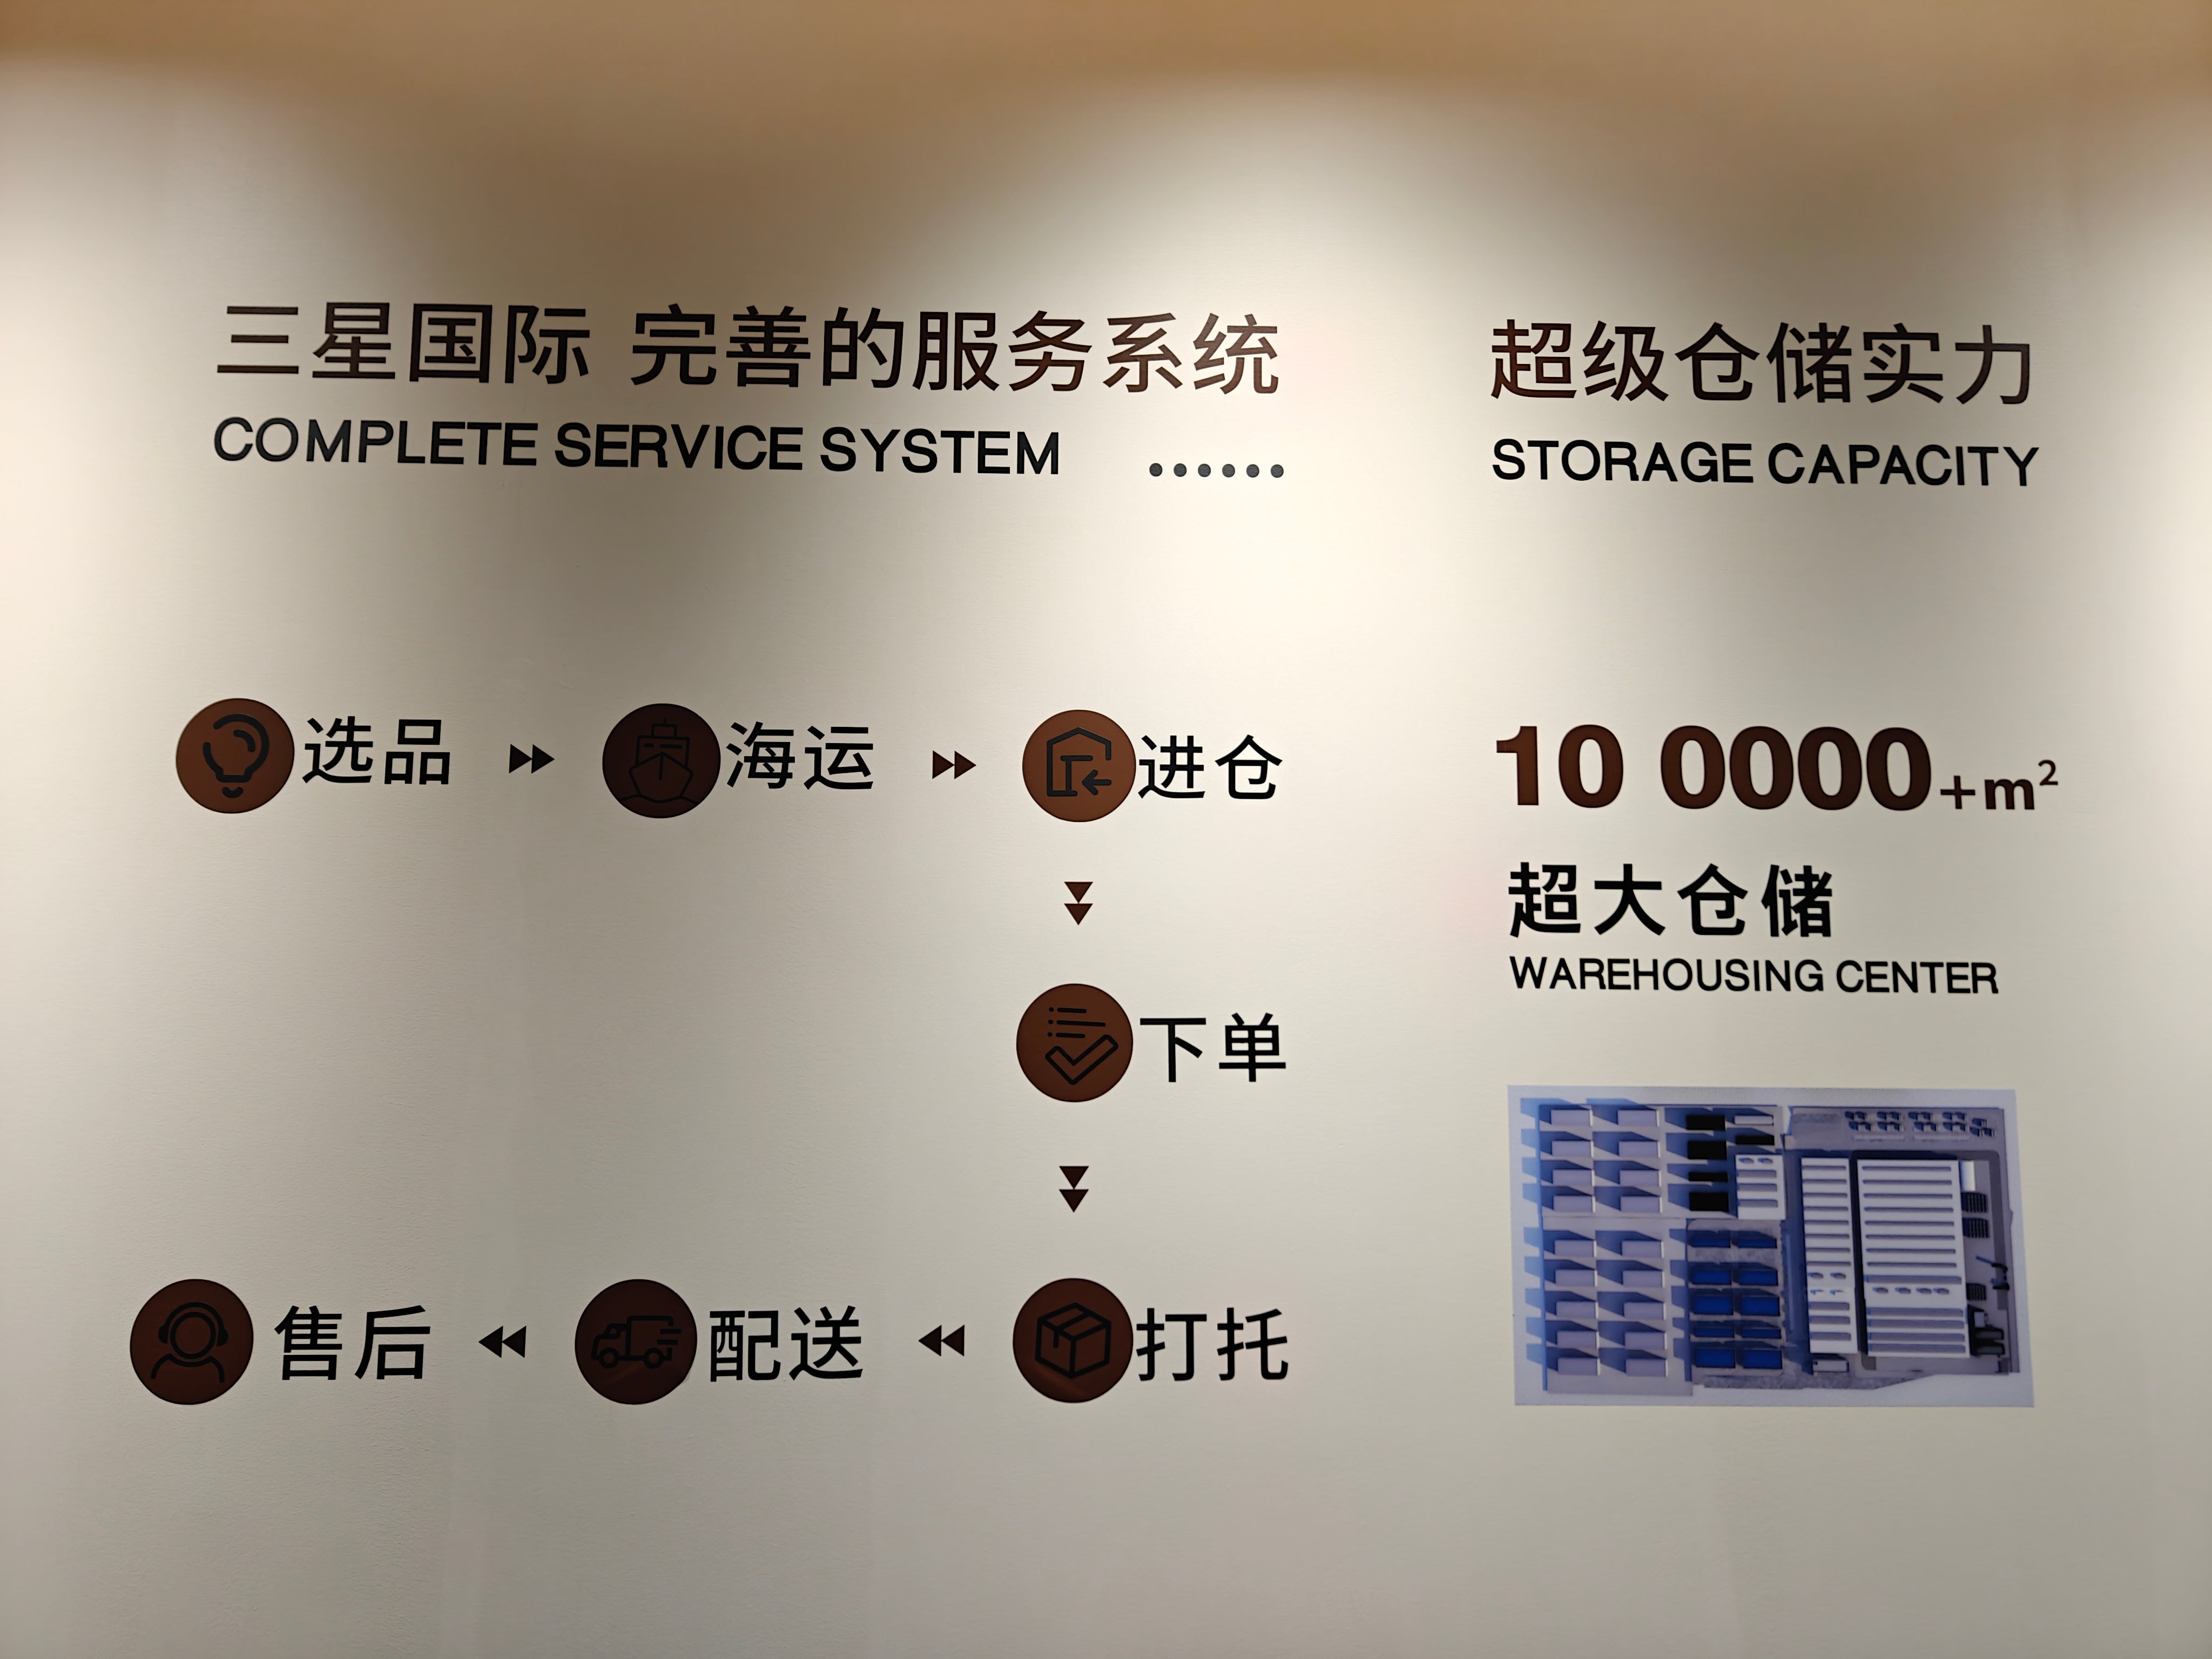 三星国际 完善的服务系统
COMPLETE SERVICE SYSTEM ......
选品
海运
进仓
下单
打托
配送
售后
超级仓储实力
STORAGE CAPACITY
10 0000+m²
超大仓储
WAREHOUSING CENTER